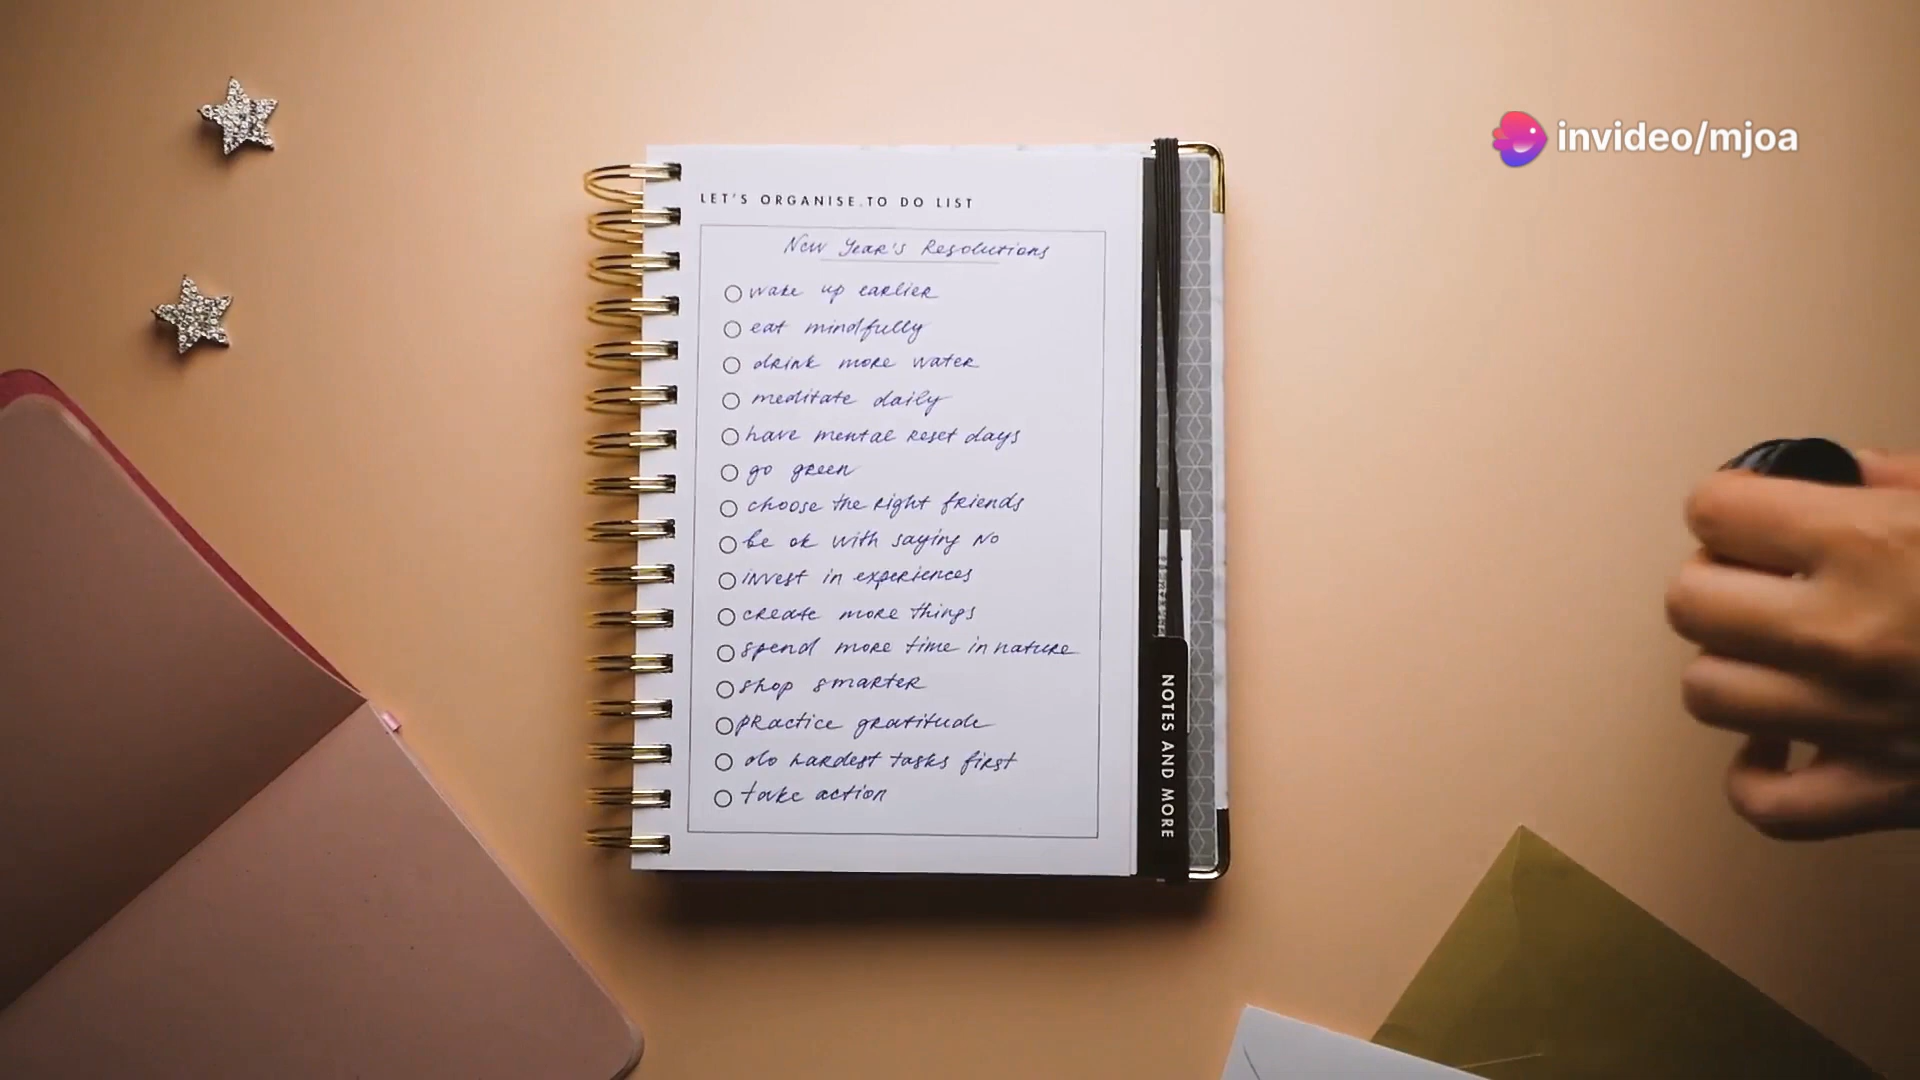 invideo/mjoa
LET'S ORGANISE.TO DO LIST
New Year's Resolutions
wake up earlier
eat mindfully
drink more water
meditate daily
have mental reset days
go green
choose the right friends
be ok with saying NO
invest in experiences
create more things
spend more time in nature
shop smarter
practice gratitude
do hardest tasks first
take action
NOTES AND MORE